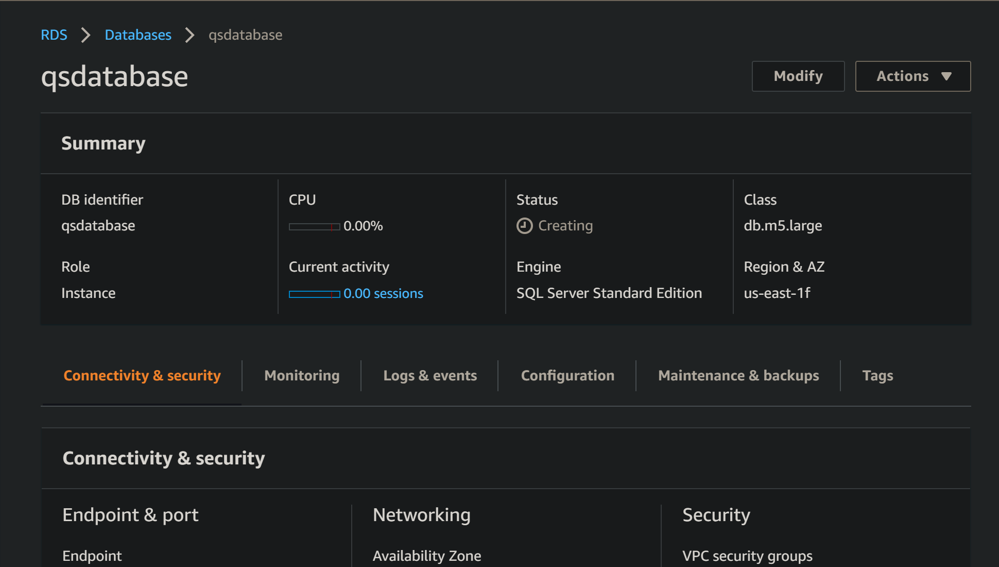 RDS > Databases > qsdatabase
qsdatabase
Modify
Actions
Summary
DB identifier
qsdatabase
CPU
0.00%
Status
Creating
Class
db.m5.large
Role
Instance
Current activity
0.00 sessions
Engine
SQL Server Standard Edition
Region & AZ
us-east-1f
Connectivity & security
Monitoring
Logs & events
Configuration
Maintenance & backups
Tags
Connectivity & security
Endpoint & port
Networking
Security
Endpoint
Availability Zone
VPC security groups